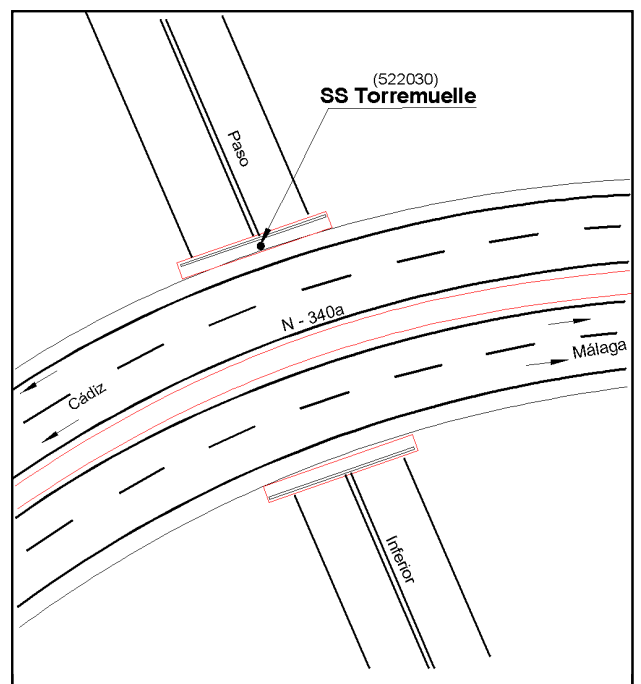 (522030)
SS Torremuelle
Paso
N - 340a
Málaga
Cádiz
Inferior